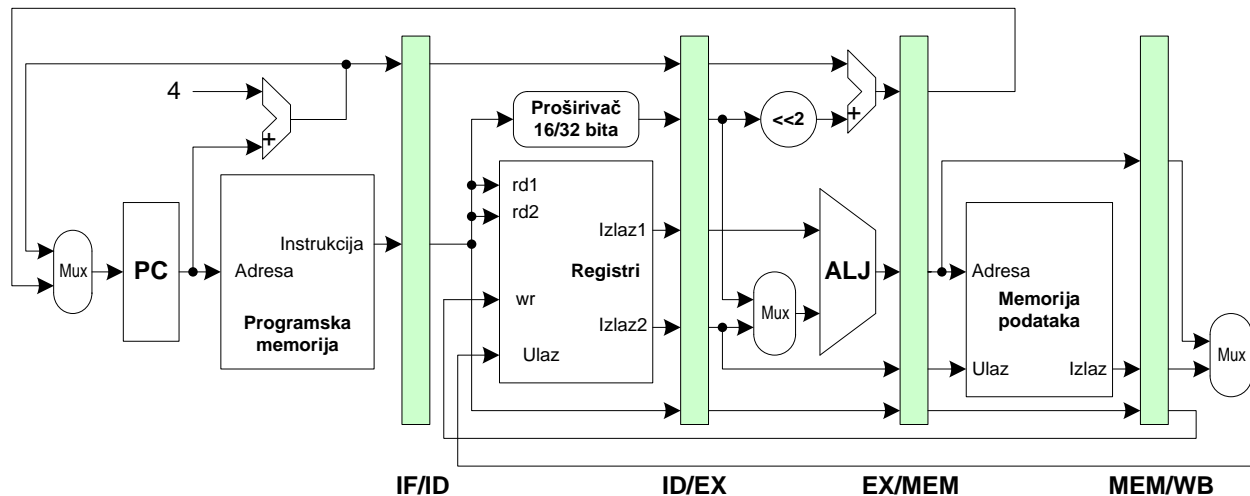 4
+
Proširivač
16/32 bita
<<2
+
rd1
rd2
Izlaz1
Instrukcija
Mux
PC
Adresa
Registri
ALJ
Adresa
wr
Mux
Memorija
podataka
Programska
memorija
Izlaz2
Ulaz
Ulaz
Izlaz
Mux
IF/ID
ID/EX
EX/MEM
MEM/WB